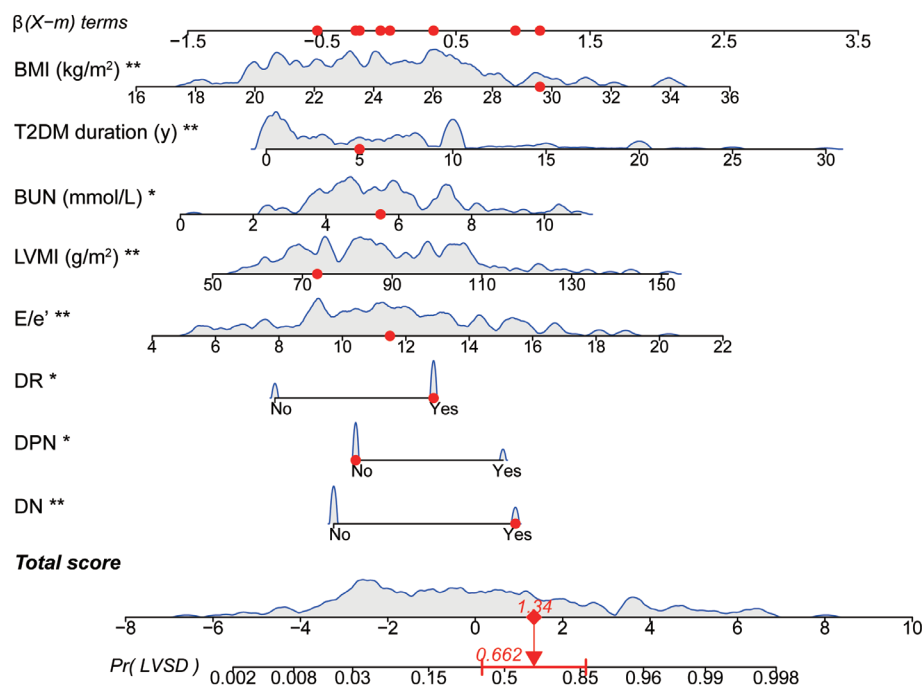 β(X−m) terms
−1.5 −0.5 0.5 1.5 2.5 3.5
BMI (kg/m²) **
16 18 20 22 24 26 28 30 32 34 36
T2DM duration (y) **
0 5 10 15 20 25 30
BUN (mmol/L) *
0 2 4 6 8 10
LVMI (g/m²) **
50 70 90 110 130 150
E/e’ **
4 6 8 10 12 14 16 18 20 22
DR *
No Yes
DPN *
No Yes
DN **
No Yes
Total score
1.34
−8 −6 −4 −2 0 2 4 6 8 10
0.662
Pr( LVSD )
0.002 0.008 0.03 0.15 0.5 0.85 0.96 0.99 0.998